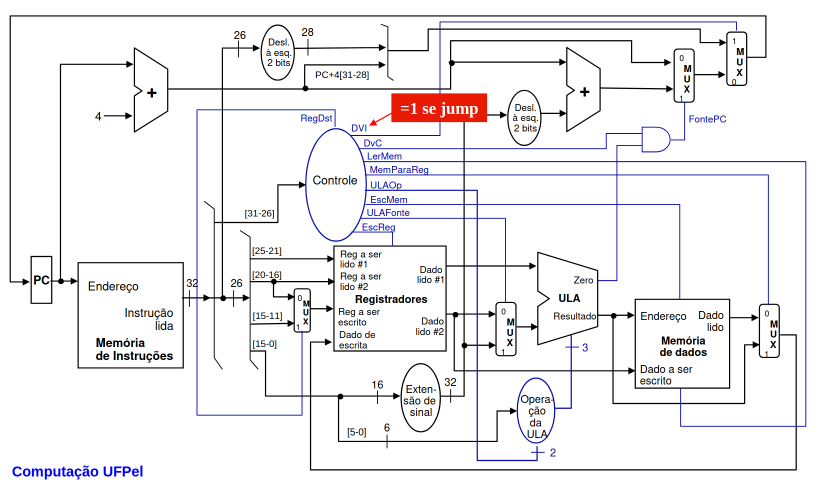 26
28
Desl.
à esq.
2 bits
PC+4[31-28]
1
M
U
X
0
+
4
0
M
U
X
1
+
Desl.
à esq.
2 bits
=1 se jump
FontePC
RegDst
DVI
DvC
LerMem
MemParaReg
ULAOp
EscMem
ULAFonte
EscReg
Controle
[31-26]
PC
Endereço
Instrução
lida
Memória
de Instruções
32
26
[25-21]
[20-16]
[15-11]
[15-0]
0
M
U
X
1
Reg a ser
lido #1
Reg a ser
lido #2
Registradores
Reg a ser
escrito
Dado de
escrita
Dado
lido #1
Dado
lido #2
0
M
U
X
1
Zero
ULA
Resultado
Endereço
Dado
lido
Memória
de dados
Dado a ser
escrito
0
M
U
X
1
3
16
Exten-
são de
sinal
32
[5-0]
6
Opera-
ção da
ULA
2
Computação UFPel